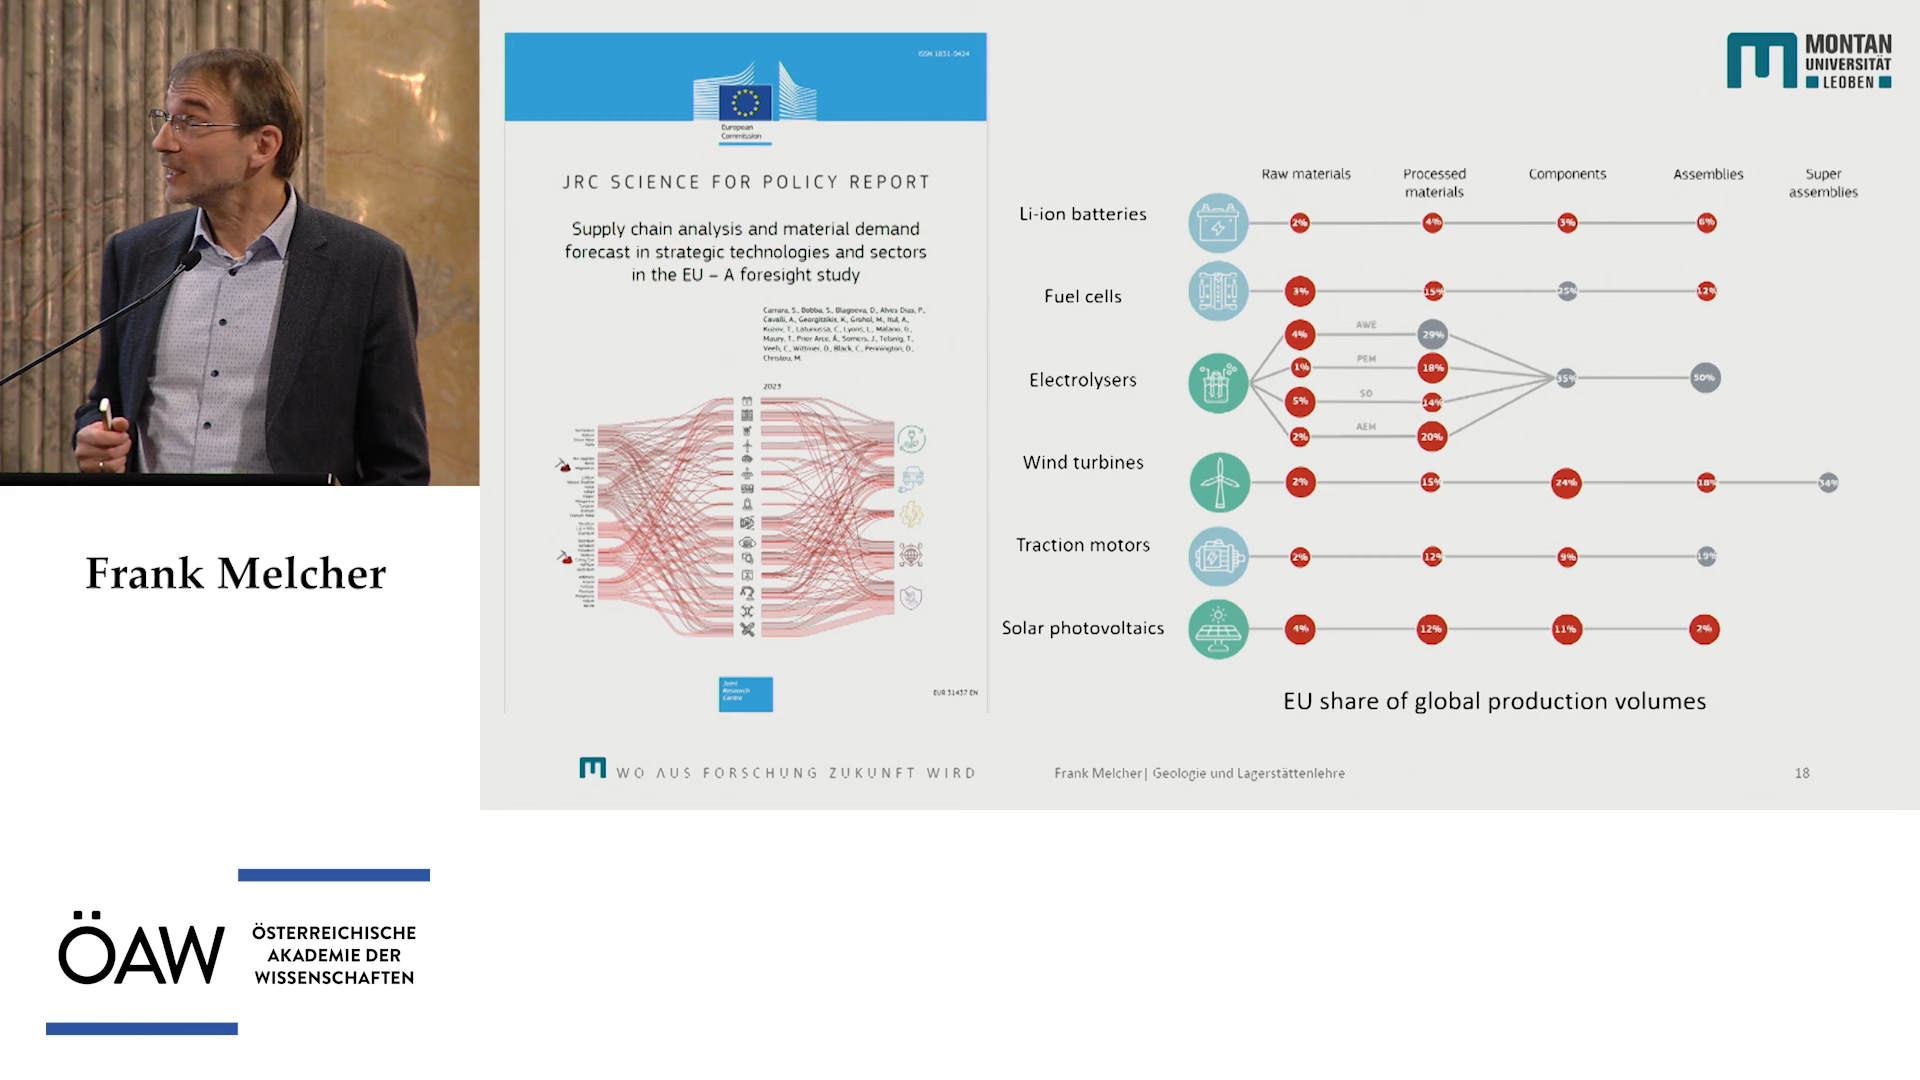 Frank Melcher
ÖAW
ÖSTERREICHISCHE
AKADEMIE DER
WISSENSCHAFTEN
ISSN 1831-9424
European
Commission
JRC SCIENCE FOR POLICY REPORT
Supply chain analysis and material demand
forecast in strategic technologies and sectors
in the EU – A foresight study
Carrara, S., Bobba, S., Blagoeva, D., Alves Dias, P.,
Cavalli, A., Georgitzikis, K., Grohol, M., Itul, A.,
Kuzov, T., Latunussa, C., Lyons, L., Malano, G.,
Maury, T., Prior Arce, Á., Somers, J., Telsnig, T.,
Veeh, C., Wittmer, D., Black, C., Pennington, D.,
Christou, M.
2023
Joint
Research
Centre
EUR 31437 EN
MONTAN
UNIVERSITÄT
LEOBEN
Raw materials Processed materials Components Assemblies Super assemblies
Li-ion batteries 2% 4% 3% 6%
Fuel cells 3% 15% 25% 12%
4% AWE 29%
1% PEM 18%
Electrolysers 35% 50%
5% SO 14%
2% AEM 20%
Wind turbines 2% 15% 24% 18% 34%
Traction motors 2% 12% 9% 19%
Solar photovoltaics 4% 12% 11% 2%
EU share of global production volumes
WO AUS FORSCHUNG ZUKUNFT WIRD
Frank Melcher| Geologie und Lagerstättenlehre
18